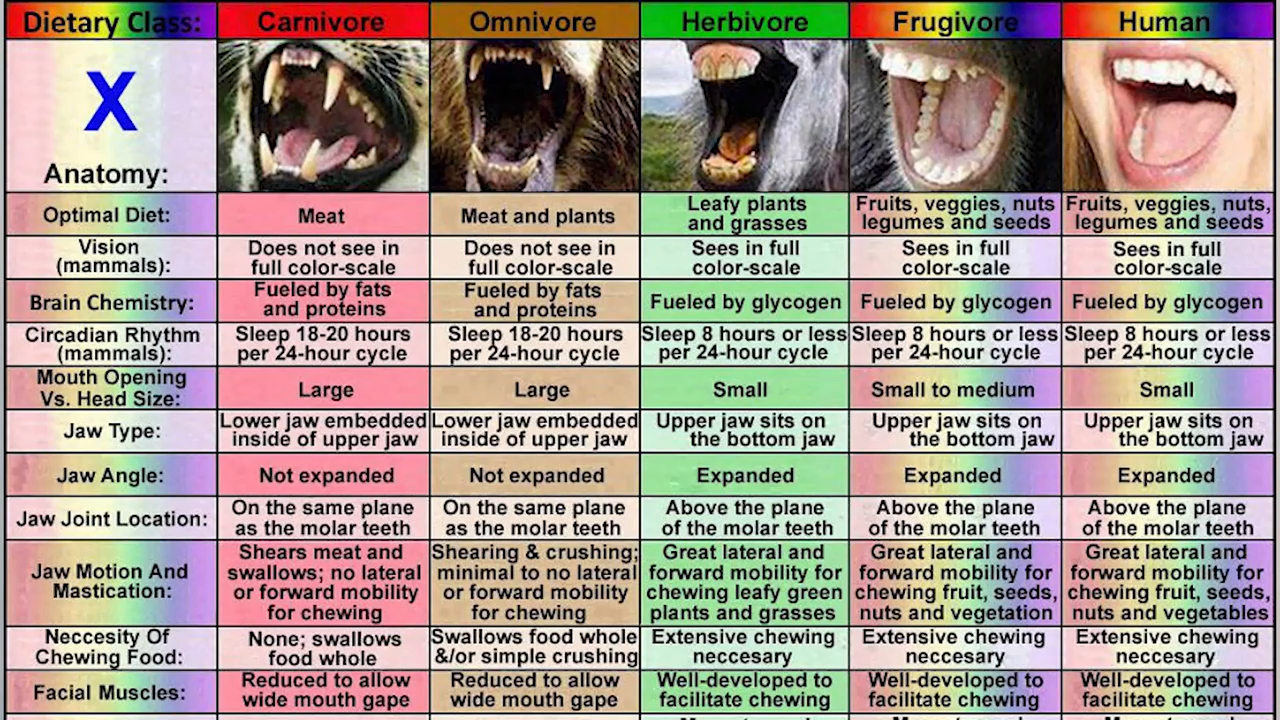 Dietary Class: Carnivore Omnivore Herbivore Frugivore Human
X
Anatomy:
Optimal Diet: Meat Meat and plants Leafy plants and grasses Fruits, veggies, nuts legumes and seeds Fruits, veggies, nuts, legumes and seeds
Vision (mammals): Does not see in full color-scale Does not see in full color-scale Sees in full color-scale Sees in full color-scale Sees in full color-scale
Brain Chemistry: Fueled by fats and proteins Fueled by fats and proteins Fueled by glycogen Fueled by glycogen Fueled by glycogen
Circadian Rhythm (mammals): Sleep 18-20 hours per 24-hour cycle Sleep 18-20 hours per 24-hour cycle Sleep 8 hours or less per 24-hour cycle Sleep 8 hours or less per 24-hour cycle Sleep 8 hours or less per 24-hour cycle
Mouth Opening Vs. Head Size: Large Large Small Small to medium Small
Jaw Type: Lower jaw embedded inside of upper jaw Lower jaw embedded inside of upper jaw Upper jaw sits on the bottom jaw Upper jaw sits on the bottom jaw Upper jaw sits on the bottom jaw
Jaw Angle: Not expanded Not expanded Expanded Expanded Expanded
Jaw Joint Location: On the same plane as the molar teeth On the same plane as the molar teeth Above the plane of the molar teeth Above the plane of the molar teeth Above the plane of the molar teeth
Jaw Motion And Mastication: Shears meat and swallows; no lateral or forward mobility for chewing Shearing & crushing; minimal to no lateral or forward mobility for chewing Great lateral and forward mobility for chewing leafy green plants and grasses Great lateral and forward mobility for chewing fruit, seeds, nuts and vegetation Great lateral and forward mobility for chewing fruit, seeds, nuts and vegetables
Neccesity Of Chewing Food: None; swallows food whole Swallows food whole &/or simple crushing Extensive chewing neccesary Extensive chewing neccesary Extensive chewing neccesary
Facial Muscles: Reduced to allow wide mouth gape Reduced to allow wide mouth gape Well-developed to facilitate chewing Well-developed to facilitate chewing Well-developed to facilitate chewing